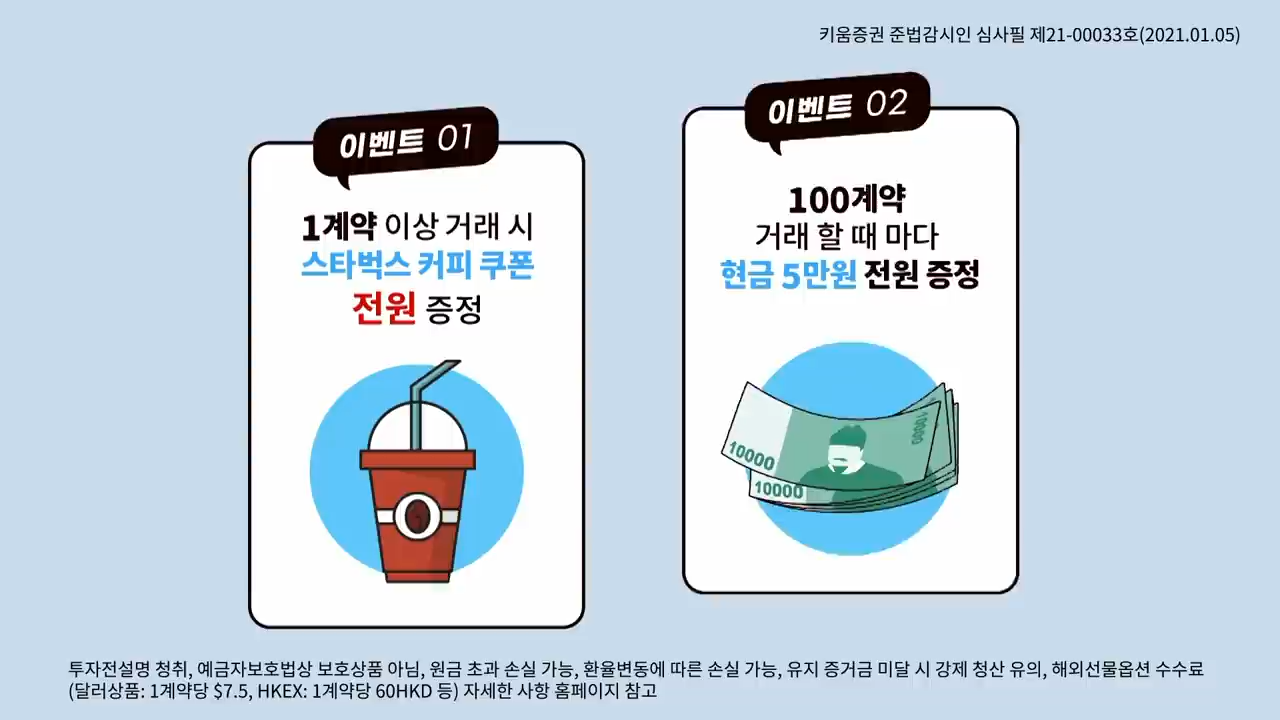 키움증권 준법감시인 심사필 제21-00033호(2021.01.05)
이벤트 01
1계약 이상 거래 시
스타벅스 커피 쿠폰
전원 증정
이벤트 02
100계약
거래 할 때 마다
현금 5만원 전원 증정
10000
10000
10000
투자전설명 청취, 예금자보호법상 보호상품 아님, 원금 초과 손실 가능, 환율변동에 따른 손실 가능, 유지 증거금 미달 시 강제 청산 유의, 해외선물옵션 수수료
(달러상품: 1계약당 $7.5, HKEX: 1계약당 60HKD 등) 자세한 사항 홈페이지 참고